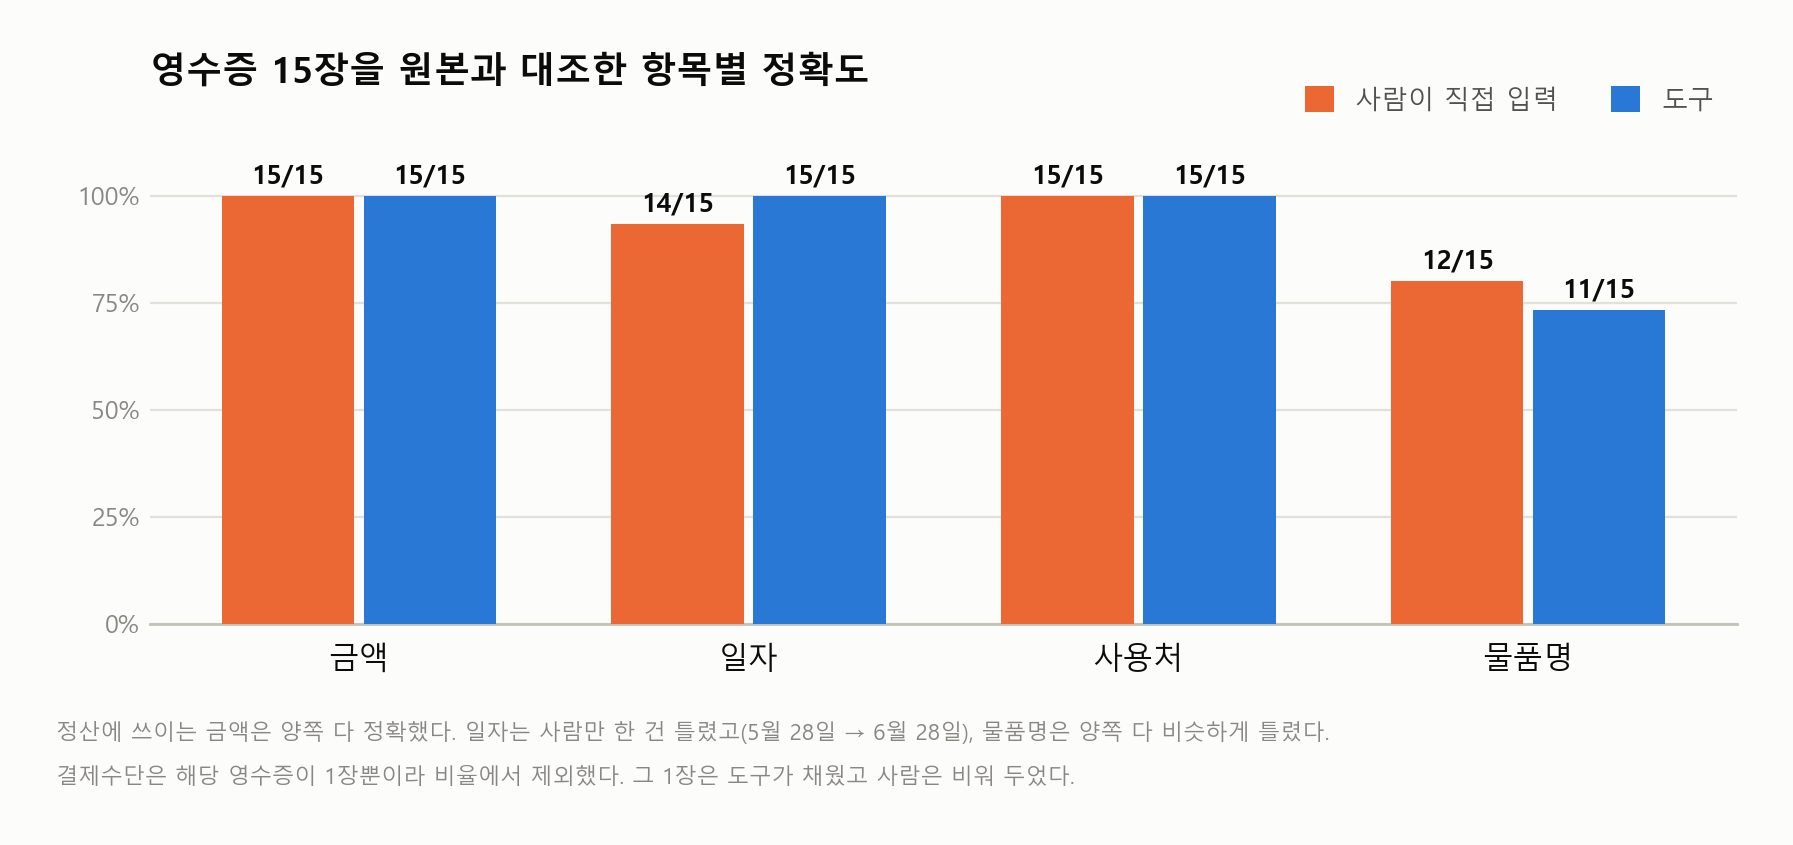 영수증 15장을 원본과 대조한 항목별 정확도
사람이 직접 입력 도구
15/15 15/15 14/15 15/15 15/15 15/15 12/15 11/15
100%
75%
50%
25%
0%
금액 일자 사용처 물품명
정산에 쓰이는 금액은 양쪽 다 정확했다. 일자는 사람만 한 건 틀렸고(5월 28일 → 6월 28일), 물품명은 양쪽 다 비슷하게 틀렸다.
결제수단은 해당 영수증이 1장뿐이라 비율에서 제외했다. 그 1장은 도구가 채웠고 사람은 비워 두었다.